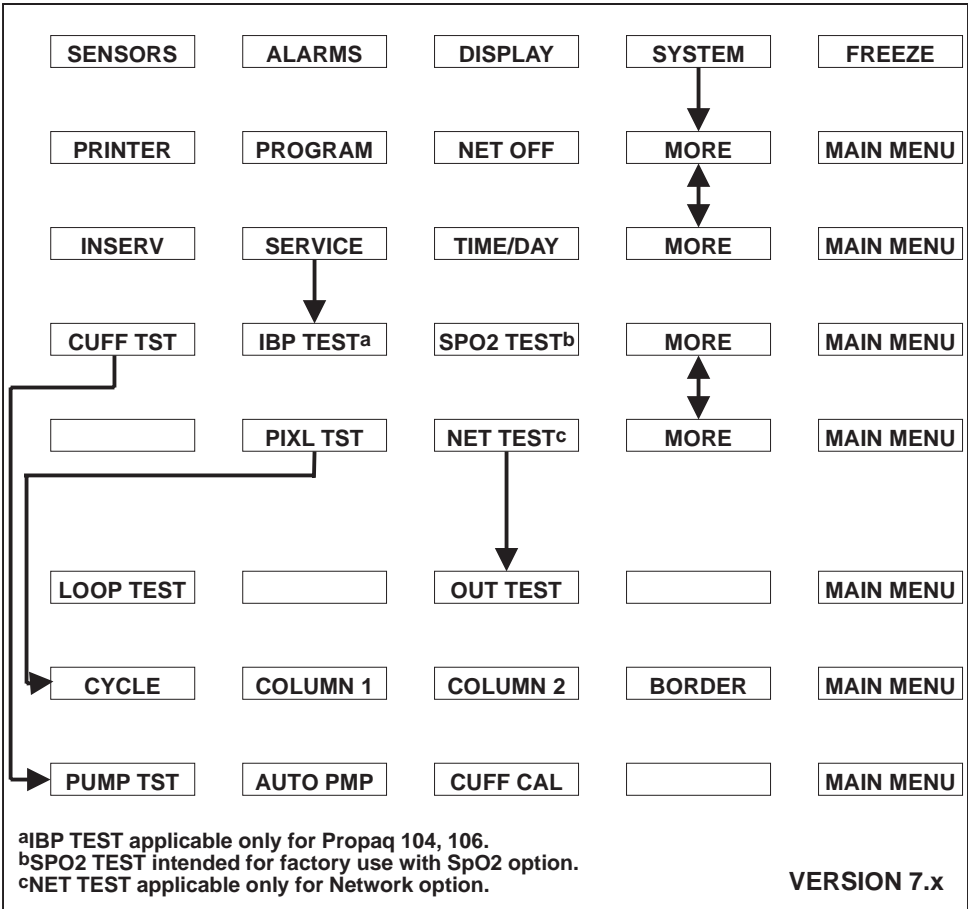 SENSORS ALARMS DISPLAY SYSTEM FREEZE
PRINTER PROGRAM NET OFF MORE MAIN MENU
INSERV SERVICE TIME/DAY MORE MAIN MENU
CUFF TST IBP TESTa SPO2 TESTb MORE MAIN MENU
PIXL TST NET TESTc MORE MAIN MENU
LOOP TEST OUT TEST MAIN MENU
CYCLE COLUMN 1 COLUMN 2 BORDER MAIN MENU
PUMP TST AUTO PMP CUFF CAL MAIN MENU
aIBP TEST applicable only for Propaq 104, 106.
bSPO2 TEST intended for factory use with SpO2 option.
cNET TEST applicable only for Network option.
VERSION 7.x